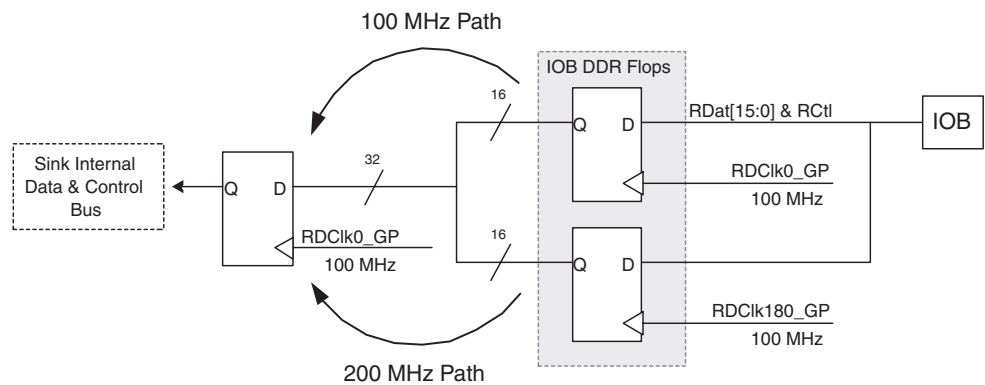 100 MHz Path
IOB DDR Flops
16
Q
D
RDat[15:0] & RCtl
IOB
RDClk0_GP
100 MHz
Sink Internal
Data & Control
Bus
Q
D
32
RDClk0_GP
100 MHz
16
Q
D
RDClk180_GP
100 MHz
200 MHz Path